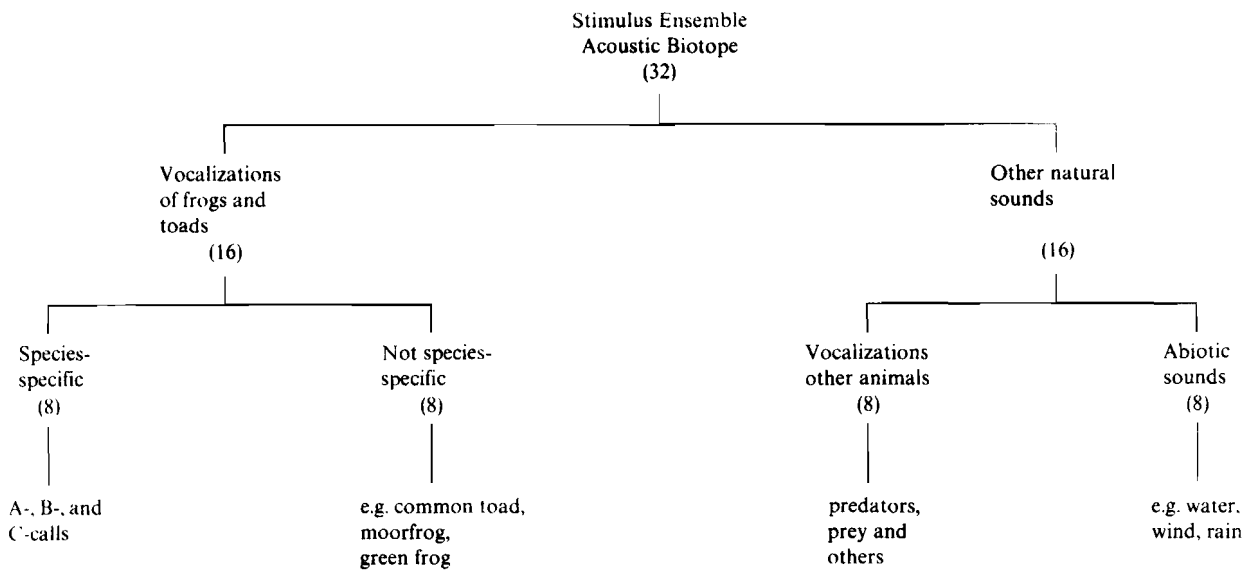 Stimulus Ensemble
Acoustic Biotope
(32)
Vocalizations
of frogs and
toads
(16)
Other natural
sounds
(16)
Species-
specific
(8)
Not species-
specific
(8)
Vocalizations
other animals
(8)
Abiotic
sounds
(8)
A-, B-, and
C-calls
e.g. common toad,
moorfrog,
green frog
predators,
prey and
others
e.g. water,
wind, rain